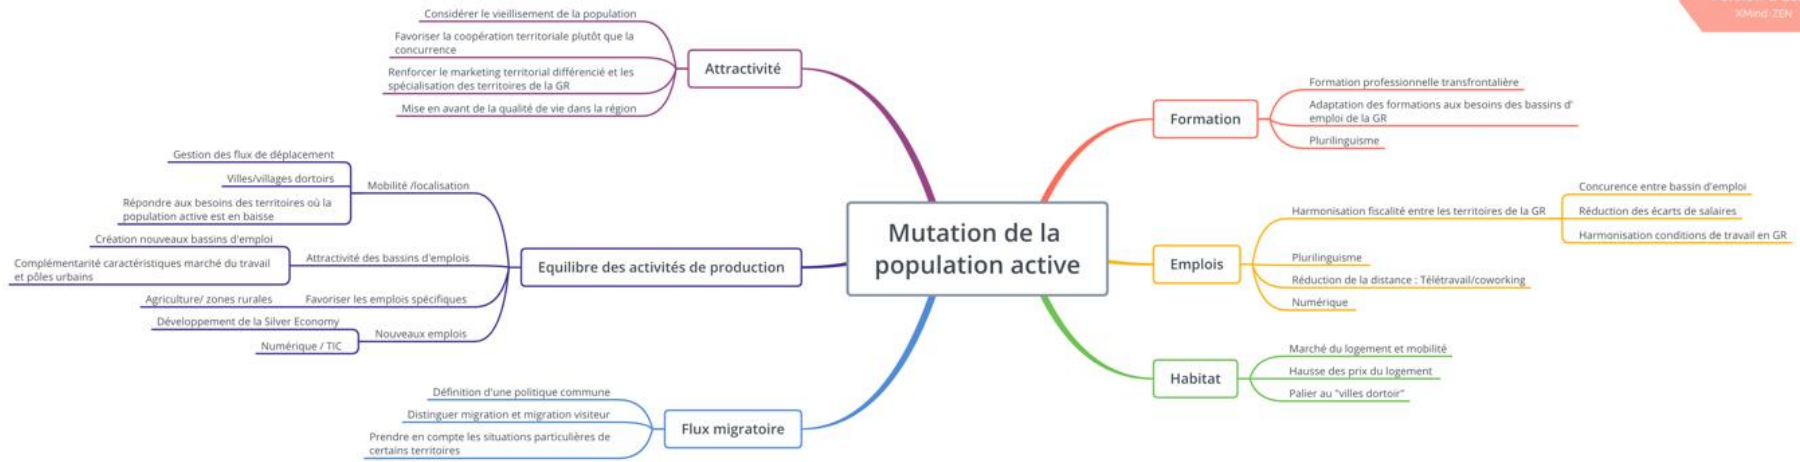 XMind-ZEN
Mutation de la
population active
Attractivité
Considérer le vieillisement de la population
Favoriser la coopération territoriale plutôt que la
concurrence
Renforcer le marketing territorial différencié et les
spécialisation des territoires de la GR
Mise en avant de la qualité de vie dans la région
Equilibre des activités de production
Mobilité /localisation
Gestion des flux de déplacement
Villes/villages dortoirs
Répondre aux besoins des territoires où la
population active est en baisse
Attractivité des bassins d'emplois
Création nouveaux bassins d'emploi
Complémentarité caractéristiques marché du travail
et pôles urbains
Favoriser les emplois spécifiques
Agriculture/ zones rurales
Nouveaux emplois
Développement de la Silver Economy
Numérique / TIC
Flux migratoire
Définition d'une politique commune
Distinguer migration et migration visiteur
Prendre en compte les situations particulières de
certains territoires
Formation
Formation professionnelle transfrontalière
Adaptation des formations aux besoins des bassins d'
emploi de la GR
Plurilinguisme
Emplois
Harmonisation fiscalité entre les territoires de la GR
Concurence entre bassin d'emploi
Réduction des écarts de salaires
Harmonisation conditions de travail en GR
Plurilinguisme
Réduction de la distance : Télétravail/coworking
Numérique
Habitat
Marché du logement et mobilité
Hausse des prix du logement
Palier au "villes dortoir"